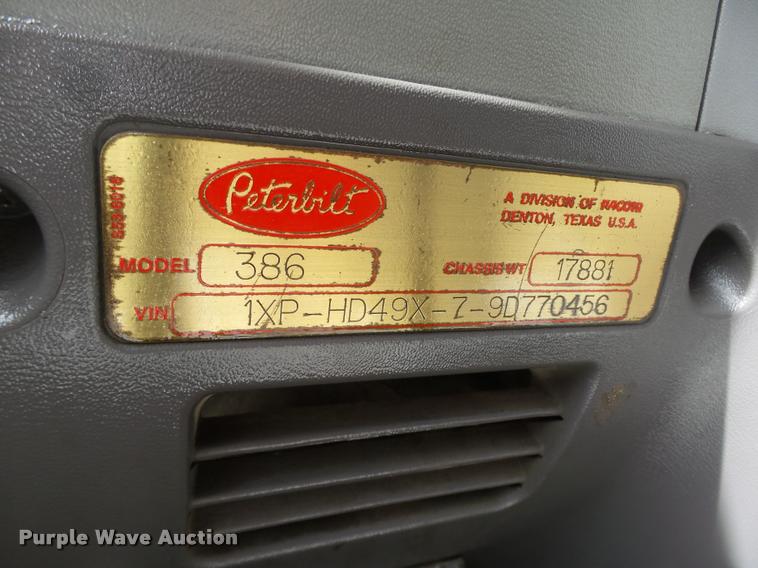 Peterbilt
A DIVISION OF PACCAR
DENTON, TEXAS U.S.A.
MODEL 386 CHASSIS WT 17881
VIN 1XP-HD49X-7-9D770456
Purple Wave Auction